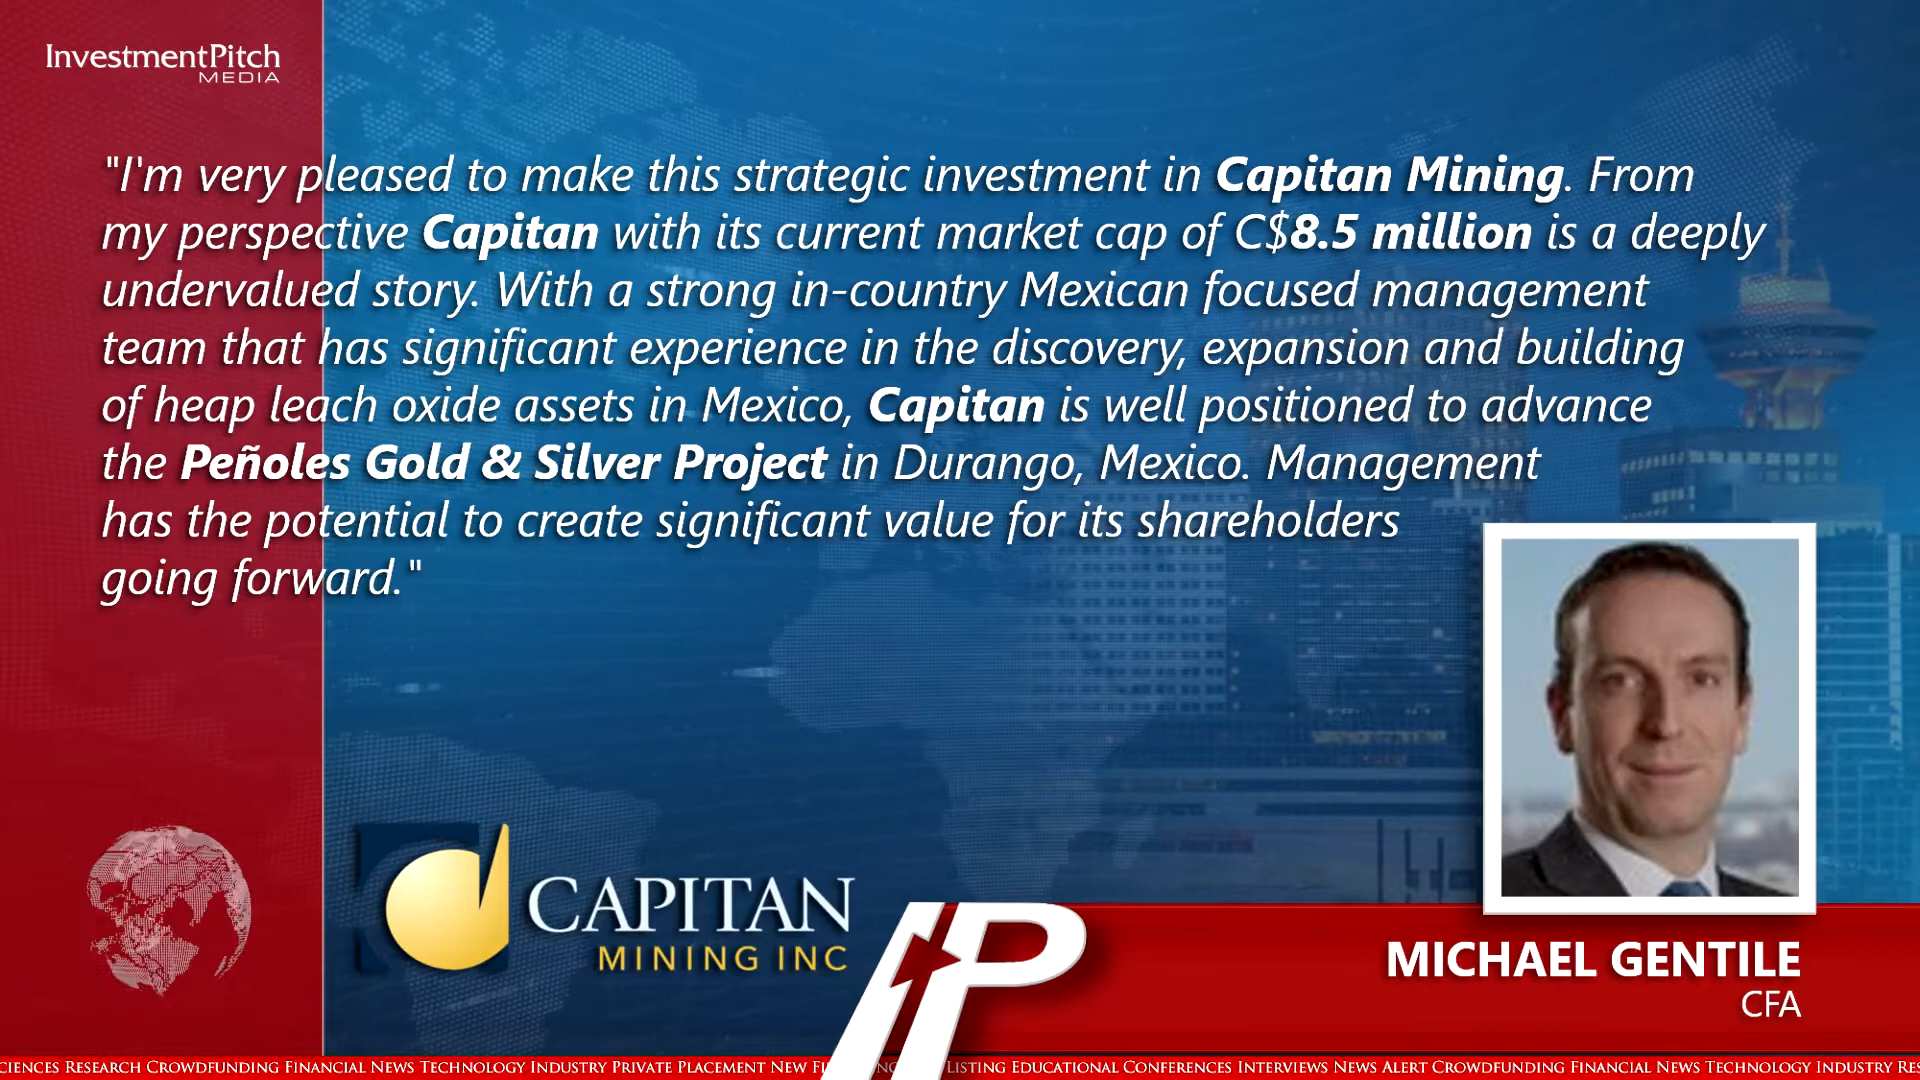 InvestmentPitch
MEDIA
"I'm very pleased to make this strategic investment in Capitan Mining. From
my perspective Capitan with its current market cap of C$8.5 million is a deeply
undervalued story. With a strong in-country Mexican focused management
team that has significant experience in the discovery, expansion and building
of heap leach oxide assets in Mexico, Capitan is well positioned to advance
the Peñoles Gold & Silver Project in Durango, Mexico. Management
has the potential to create significant value for its shareholders
going forward."
CAPITAN
MINING INC
IP
MICHAEL GENTILE
CFA
RESEARCH CROWDFUNDING FINANCIAL NEWS TECHNOLOGY INDUSTRY PRIVATE PLACEMENT NEW LISTING EDUCATIONAL CONFERENCES INTERVIEWS NEWS ALERT CROWDFUNDING FINANCIAL NEWS TECHNOLOGY INDUSTRY